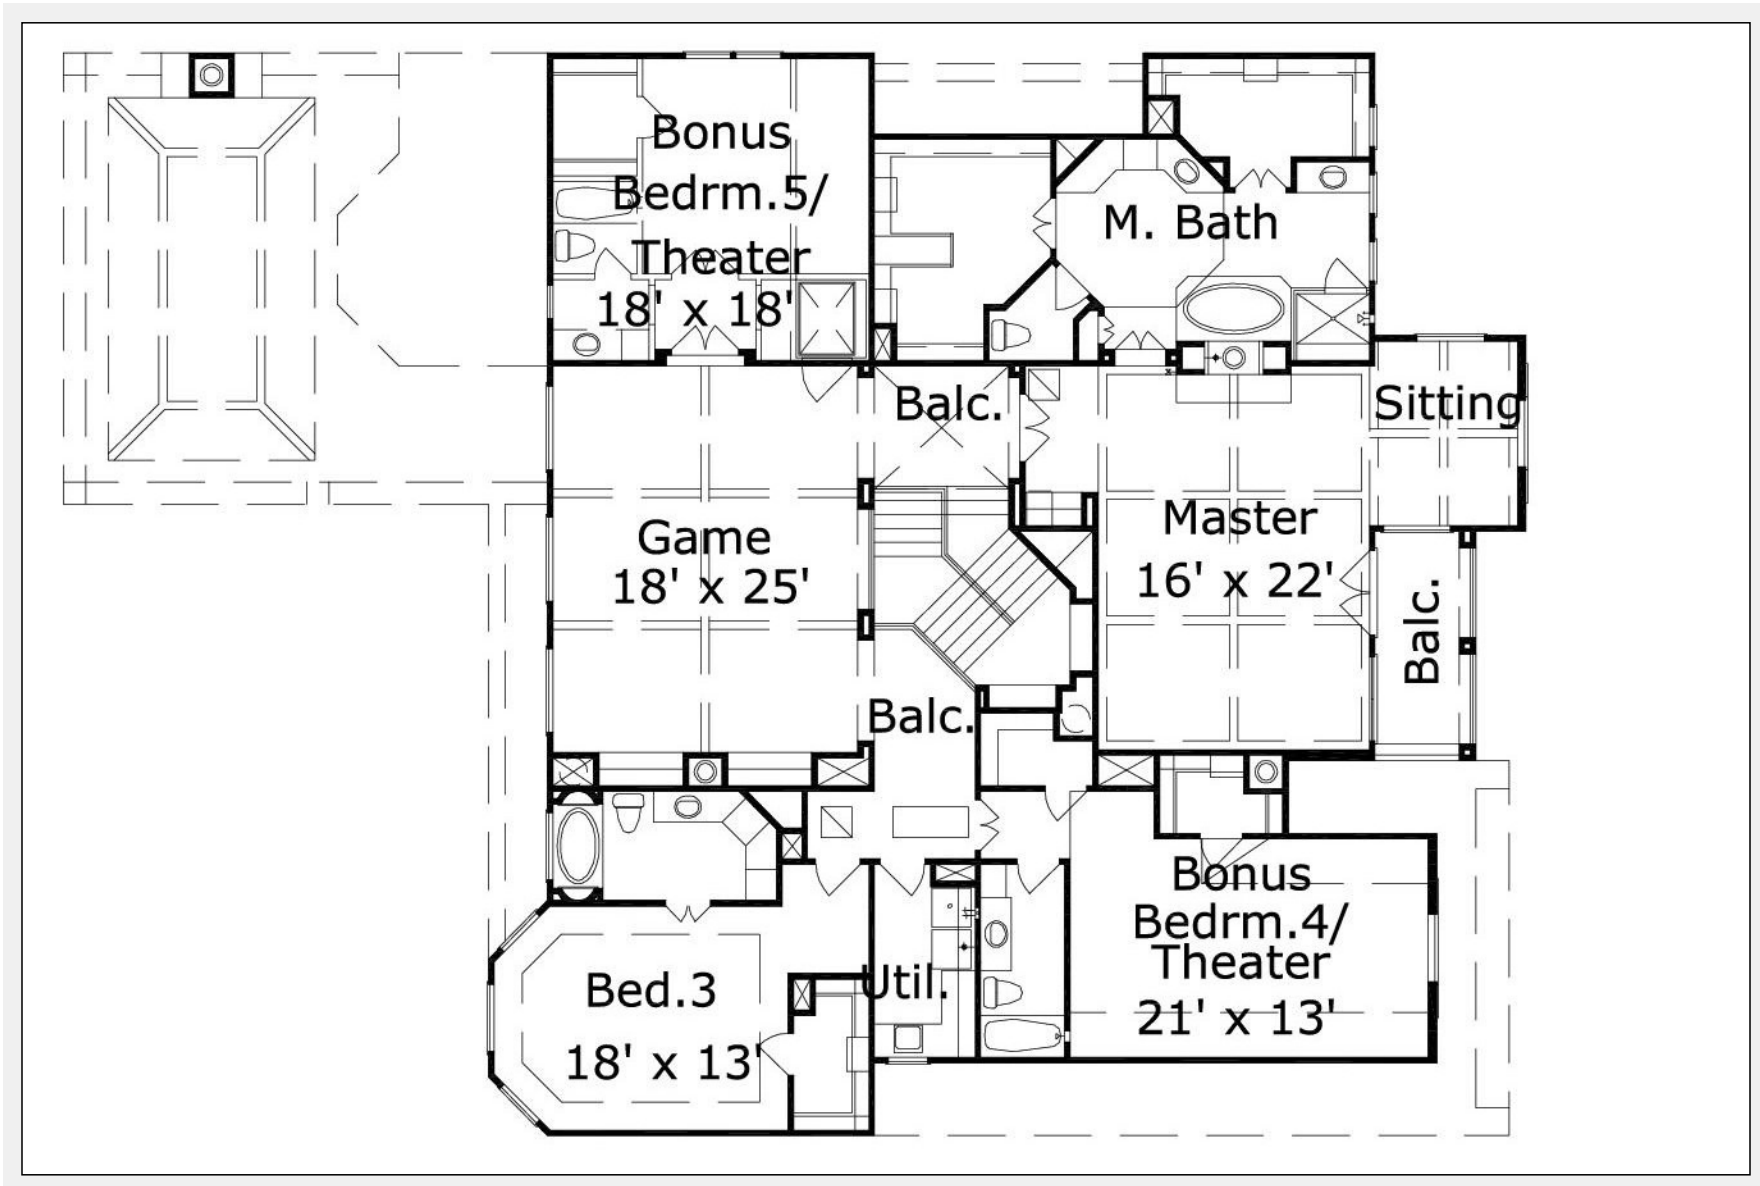 Bonus
Bedrm.5/
Theater
18' x 18'
M. Bath
Balc.
Sitting
Game
18' x 25'
Master
16' x 22'
Balc.
Balc.
Bonus
Bedrm.4/
Theater
21' x 13'
Util.
Bed.3
18' x 13'